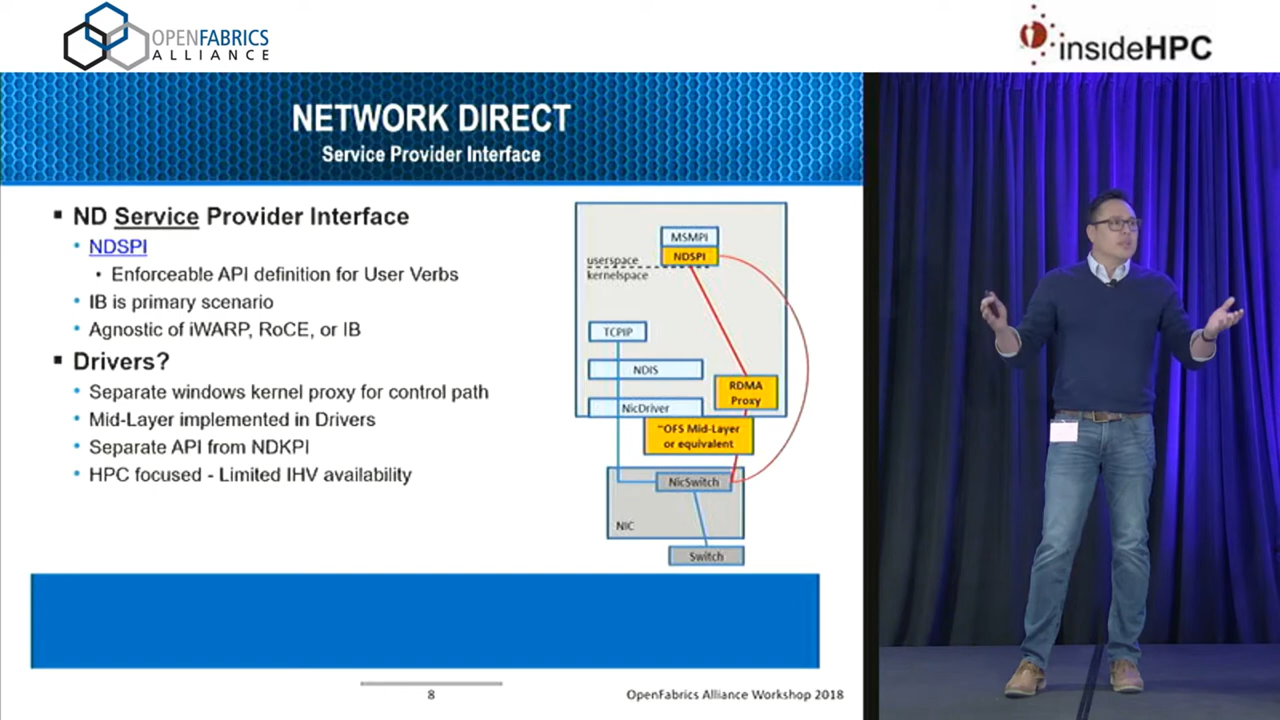 OPENFABRICS
ALLIANCE
insideHPC
NETWORK DIRECT
Service Provider Interface
ND Service Provider Interface
NDSPI
Enforceable API definition for User Verbs
IB is primary scenario
Agnostic of iWARP, RoCE, or IB
Drivers?
Separate windows kernel proxy for control path
Mid-Layer implemented in Drivers
Separate API from NDKPI
HPC focused - Limited IHV availability
MSMPI
NDSPI
userspace
kernelspace
TCPIP
NDIS
RDMA
Proxy
NicDriver
~OFS Mid-Layer
or equivalent
NicSwitch
NIC
Switch
8
OpenFabrics Alliance Workshop 2018